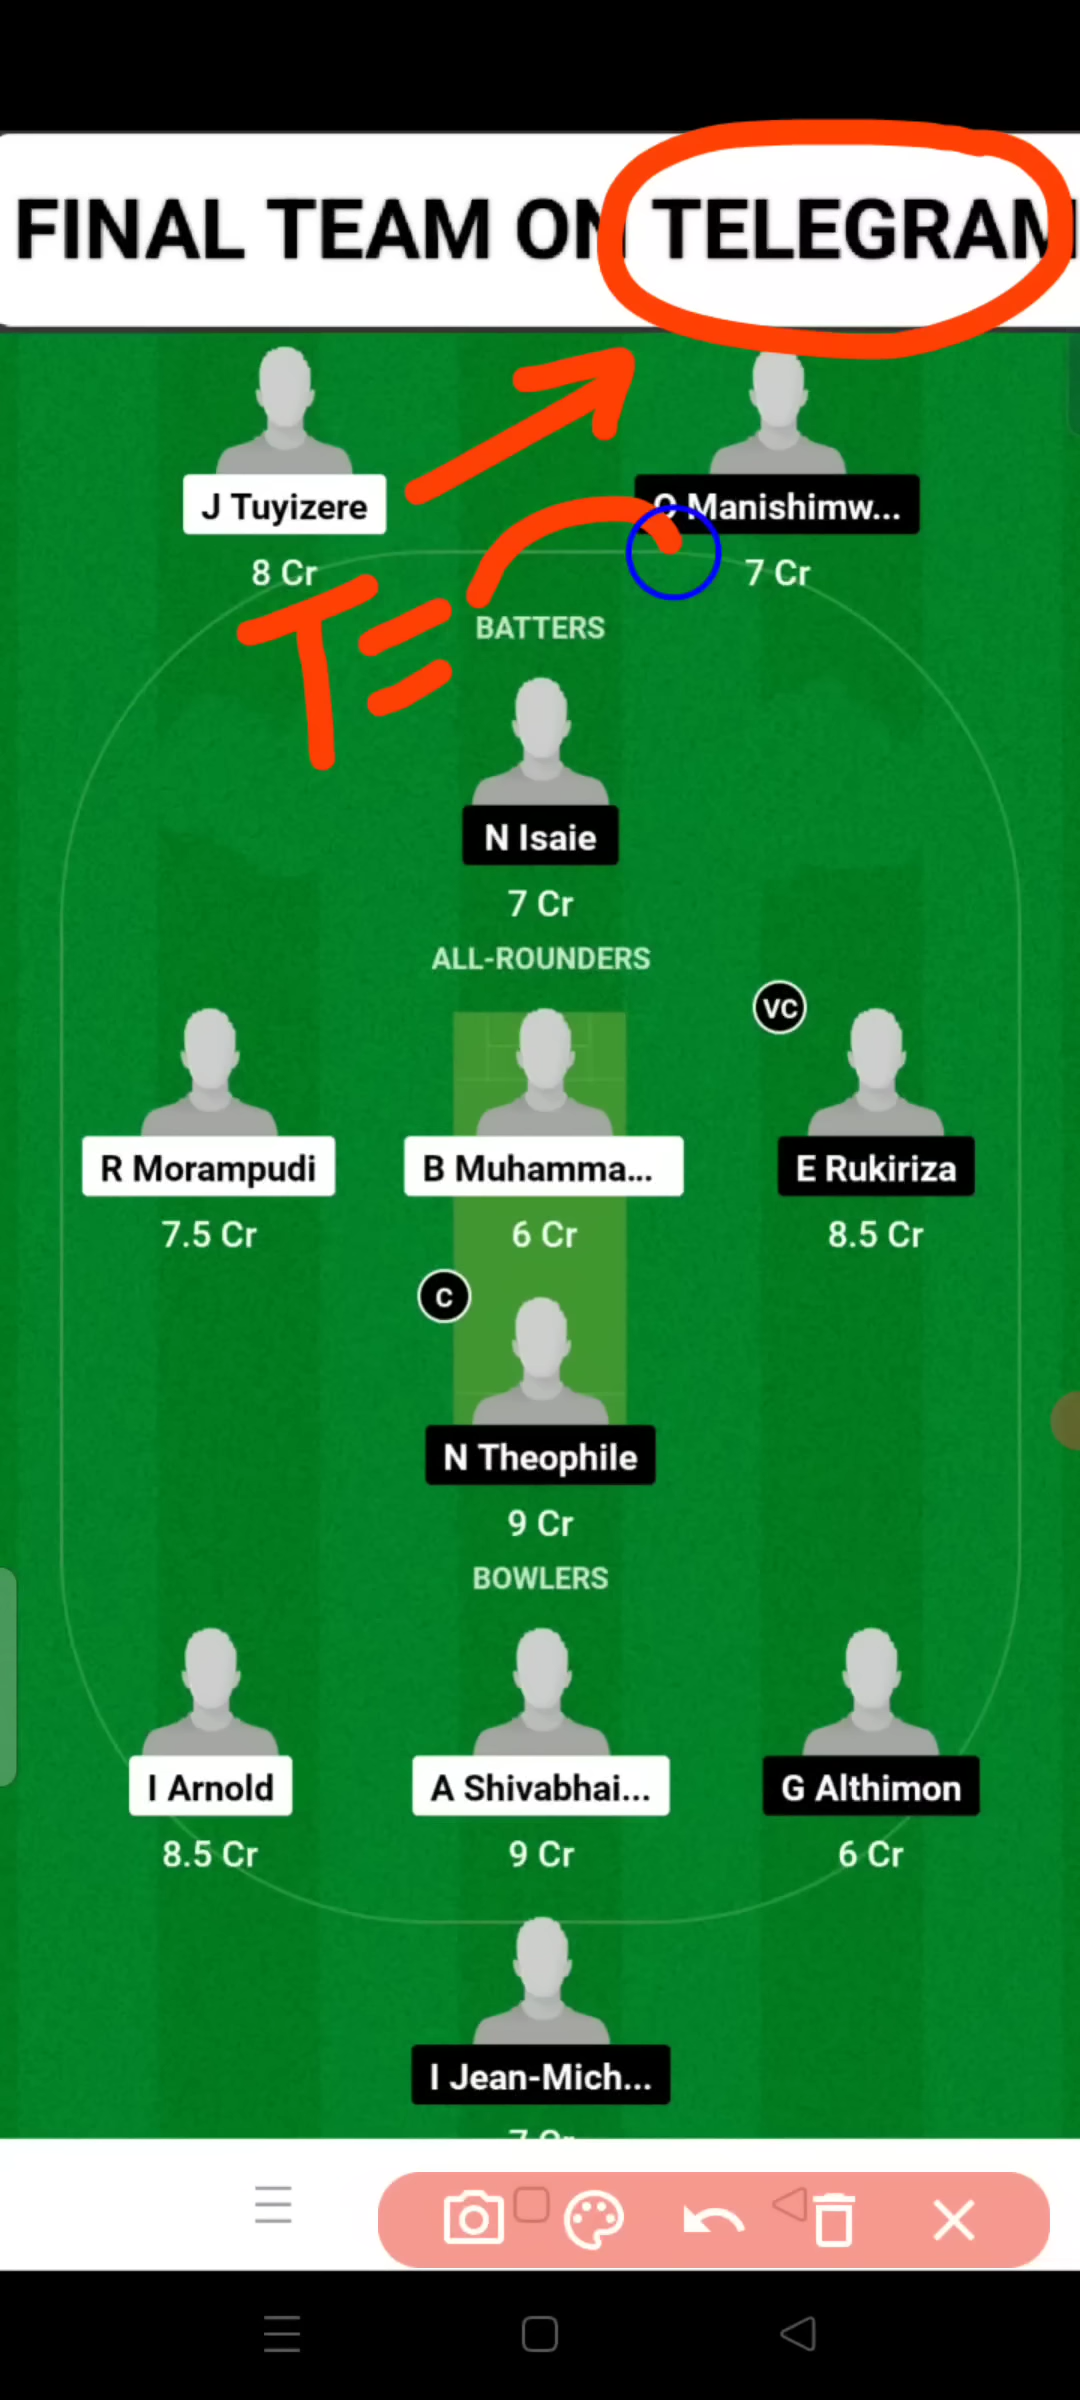 FINAL TEAM ON TELEGRAM
J Tuyizere
O Manishimw...
8 Cr
7 Cr
T=
BATTERS
N Isaie
7 Cr
ALL-ROUNDERS
VC
R Morampudi
B Muhamma...
E Rukiriza
7.5 Cr
6 Cr
8.5 Cr
C
N Theophile
9 Cr
BOWLERS
I Arnold
A Shivabhai...
G Althimon
8.5 Cr
9 Cr
6 Cr
I Jean-Mich...
7 Cr